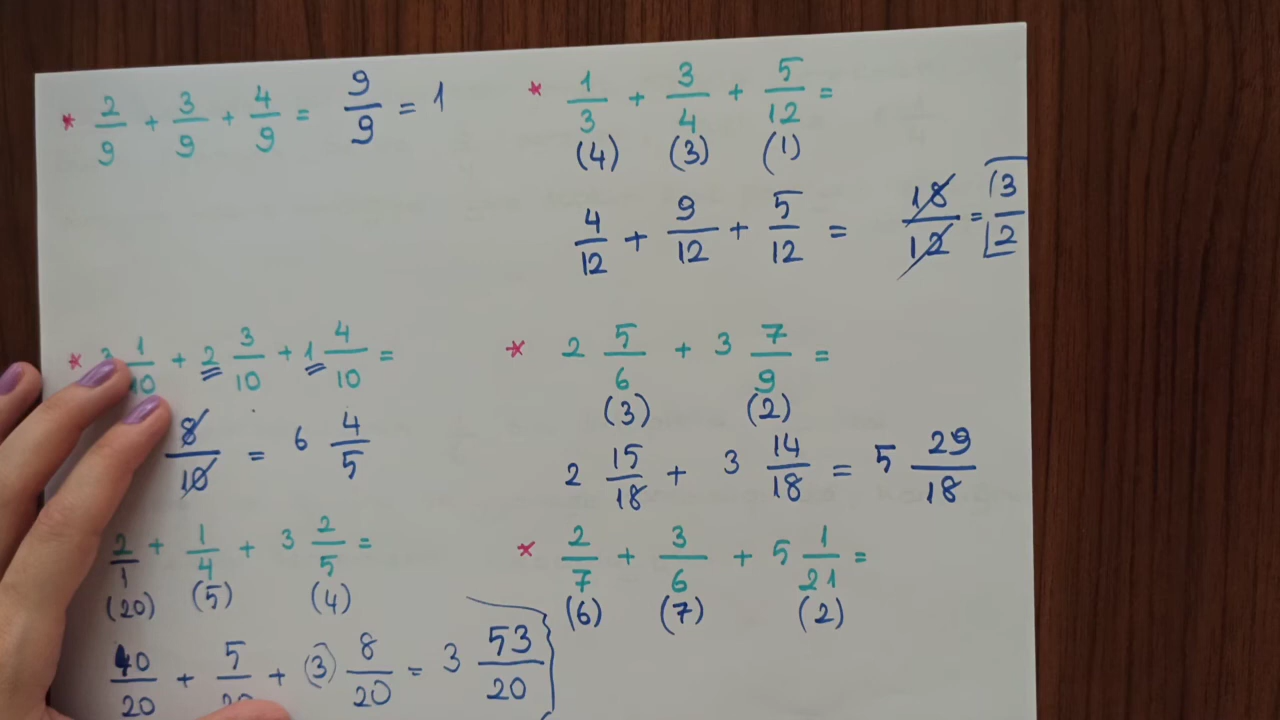 * 2/9 + 3/9 + 4/9 = 9/9 = 1
* 1/3 + 3/4 + 5/12 =
(4) (3) (1)
4/12 + 9/12 + 5/12 = 18/12 = 3/2
* 1/10 + 2 3/10 + 1 4/10 =
8/10 = 6 4/5
* 2 5/6 + 3 7/9 =
(3) (2)
2 15/18 + 3 14/18 = 5 29/18
2/1 + 1/4 + 3 2/5 =
(20) (5) (4)
40/20 + 5/20 + (3) 8/20 = 3 53/20
* 2/7 + 3/6 + 5 1/21 =
(6) (7) (2)